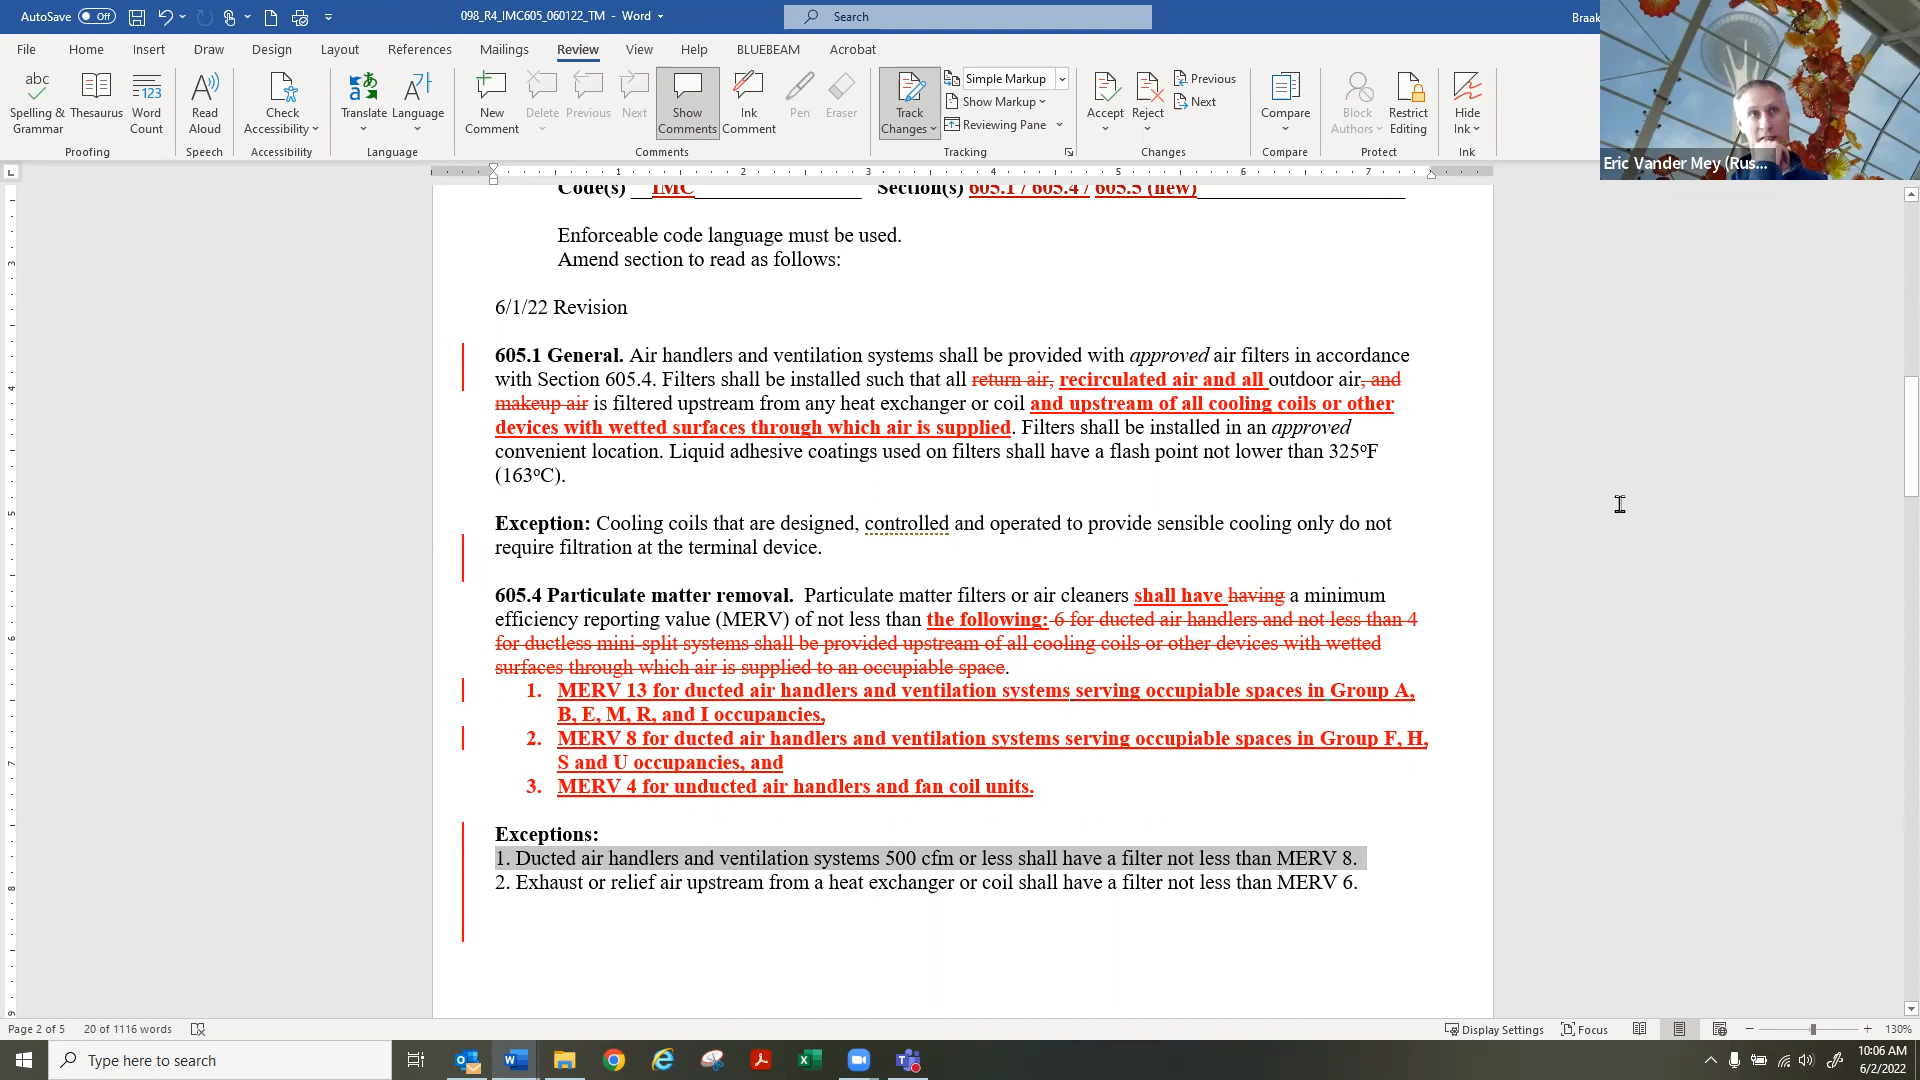 AutoSave Off 098_R4_IMC605_060122_TM - Word Search Braak
File Home Insert Draw Design Layout References Mailings Review View Help BLUEBEAM Acrobat
Spelling & Grammar Thesaurus Word Count Read Aloud Check Accessibility Translate Language New Comment Delete Previous Next Show Comments Ink Comment Pen Eraser Track Changes Simple Markup Show Markup Reviewing Pane Accept Reject Previous Next Compare Block Authors Restrict Editing Hide Ink
Proofing Speech Accessibility Language Comments Tracking Changes Compare Protect Ink
Eric Vander Mey (Rus...
Code(s) IMC Section(s) 605.1 / 605.4 / 605.5 (new)
Enforceable code language must be used.
Amend section to read as follows:
6/1/22 Revision
605.1 General. Air handlers and ventilation systems shall be provided with approved air filters in accordance
with Section 605.4. Filters shall be installed such that all return air, recirculated air and all outdoor air, and
makeup air is filtered upstream from any heat exchanger or coil and upstream of all cooling coils or other
devices with wetted surfaces through which air is supplied. Filters shall be installed in an approved
convenient location. Liquid adhesive coatings used on filters shall have a flash point not lower than 325ºF
(163ºC).
Exception: Cooling coils that are designed, controlled and operated to provide sensible cooling only do not
require filtration at the terminal device.
605.4 Particulate matter removal. Particulate matter filters or air cleaners shall have having a minimum
efficiency reporting value (MERV) of not less than the following: 6 for ducted air handlers and not less than 4
for ductless mini-split systems shall be provided upstream of all cooling coils or other devices with wetted
surfaces through which air is supplied to an occupiable space.
1. MERV 13 for ducted air handlers and ventilation systems serving occupiable spaces in Group A,
B, E, M, R, and I occupancies,
2. MERV 8 for ducted air handlers and ventilation systems serving occupiable spaces in Group F, H,
S and U occupancies, and
3. MERV 4 for unducted air handlers and fan coil units.
Exceptions:
1. Ducted air handlers and ventilation systems 500 cfm or less shall have a filter not less than MERV 8.
2. Exhaust or relief air upstream from a heat exchanger or coil shall have a filter not less than MERV 6.
Page 2 of 5 20 of 1116 words Display Settings Focus 130%
Type here to search 10:06 AM
6/2/2022